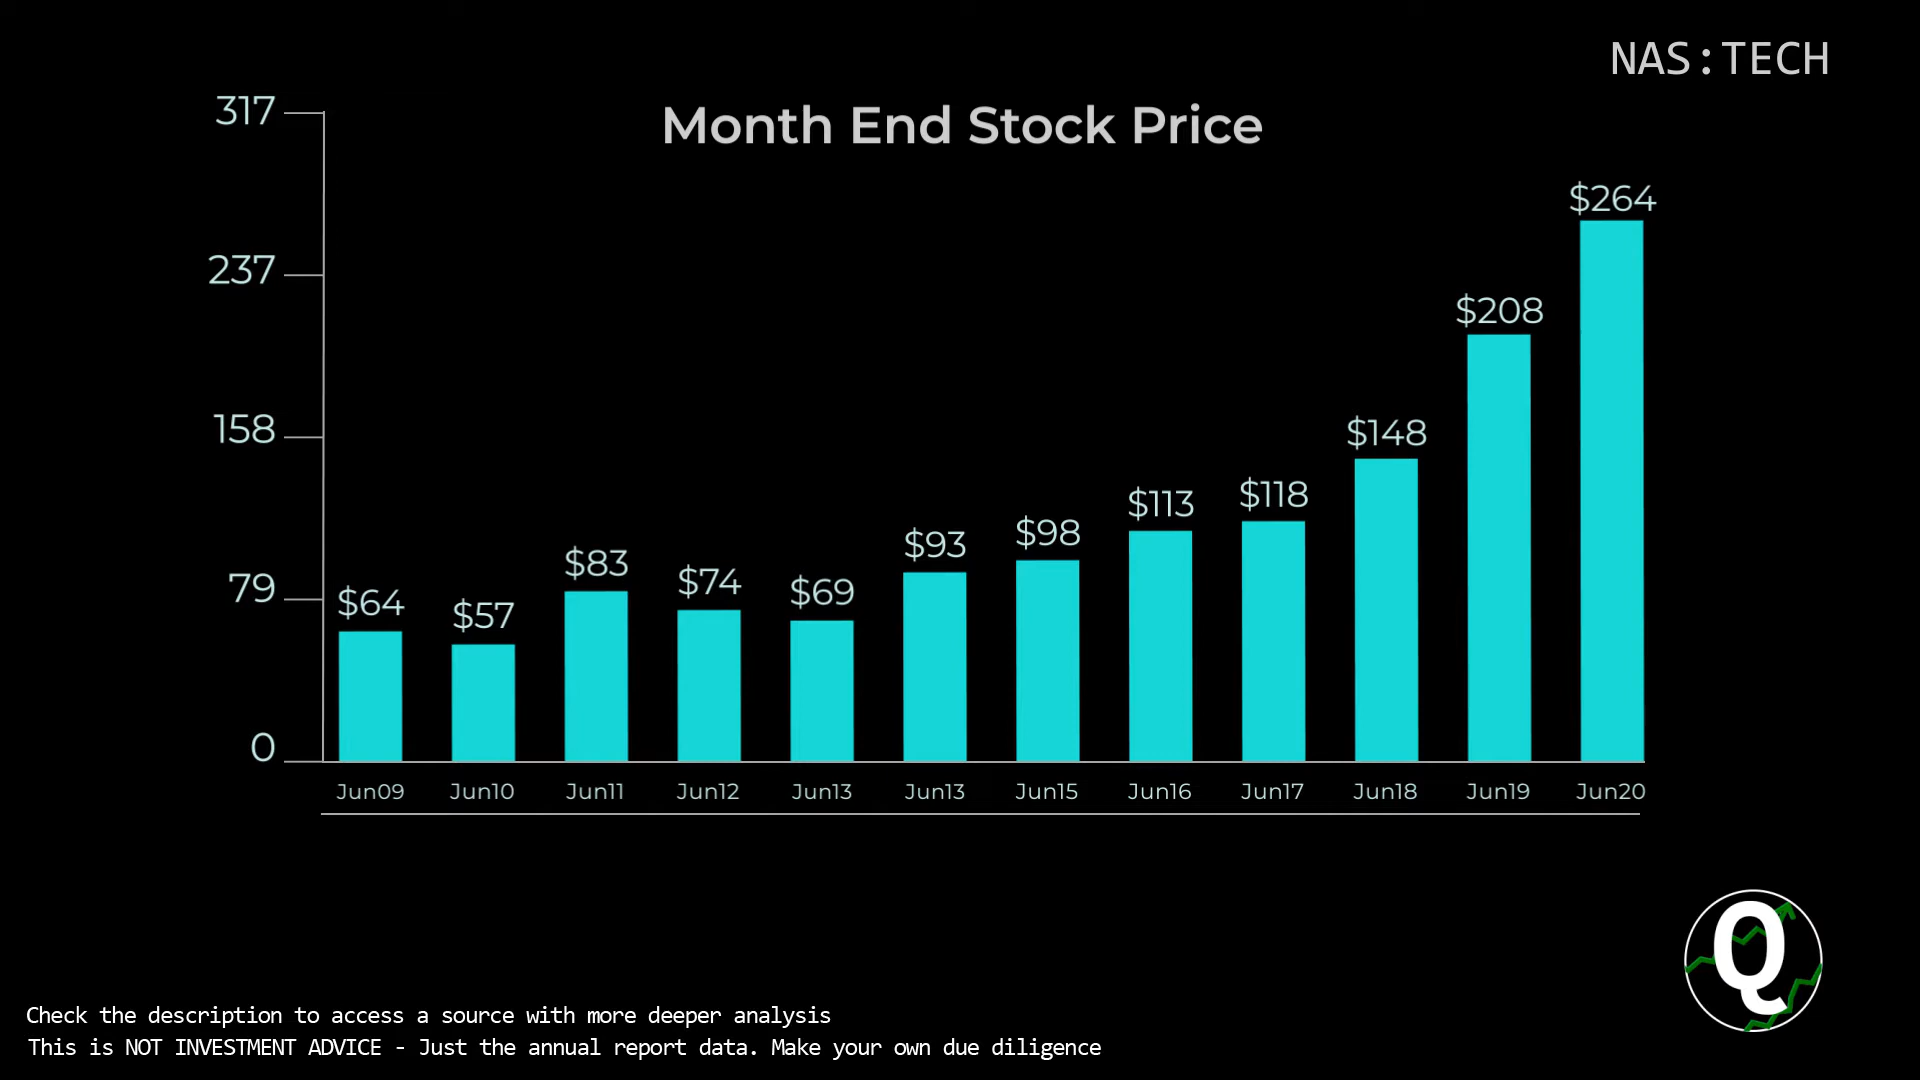 NAS:TECH
Month End Stock Price
317
237
158
79
0
$64
$57
$83
$74
$69
$93
$98
$113
$118
$148
$208
$264
Jun09 Jun10 Jun11 Jun12 Jun13 Jun13 Jun15 Jun16 Jun17 Jun18 Jun19 Jun20
Q
Check the description to access a source with more deeper analysis
This is NOT INVESTMENT ADVICE - Just the annual report data. Make your own due diligence